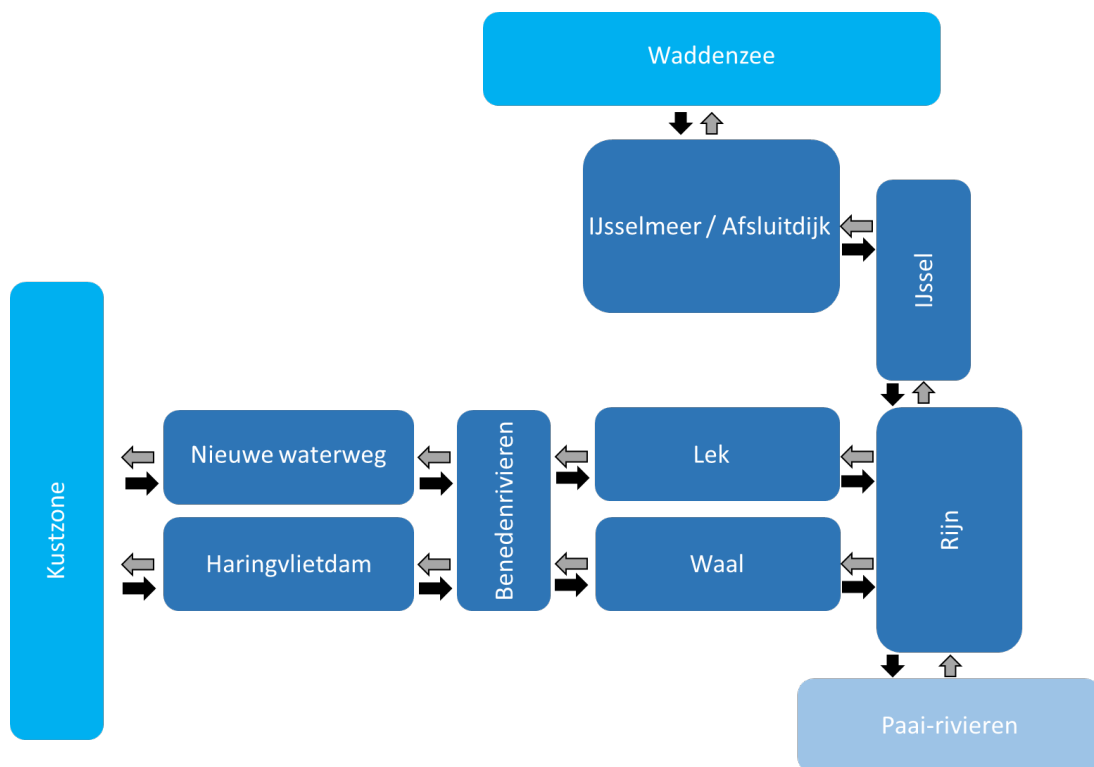 Waddenzee
IJsselmeer / Afsluitdijk
IJssel
Kustzone
Nieuwe waterweg
Benedenrivieren
Lek
Rijn
Haringvlietdam
Waal
Paai-rivieren